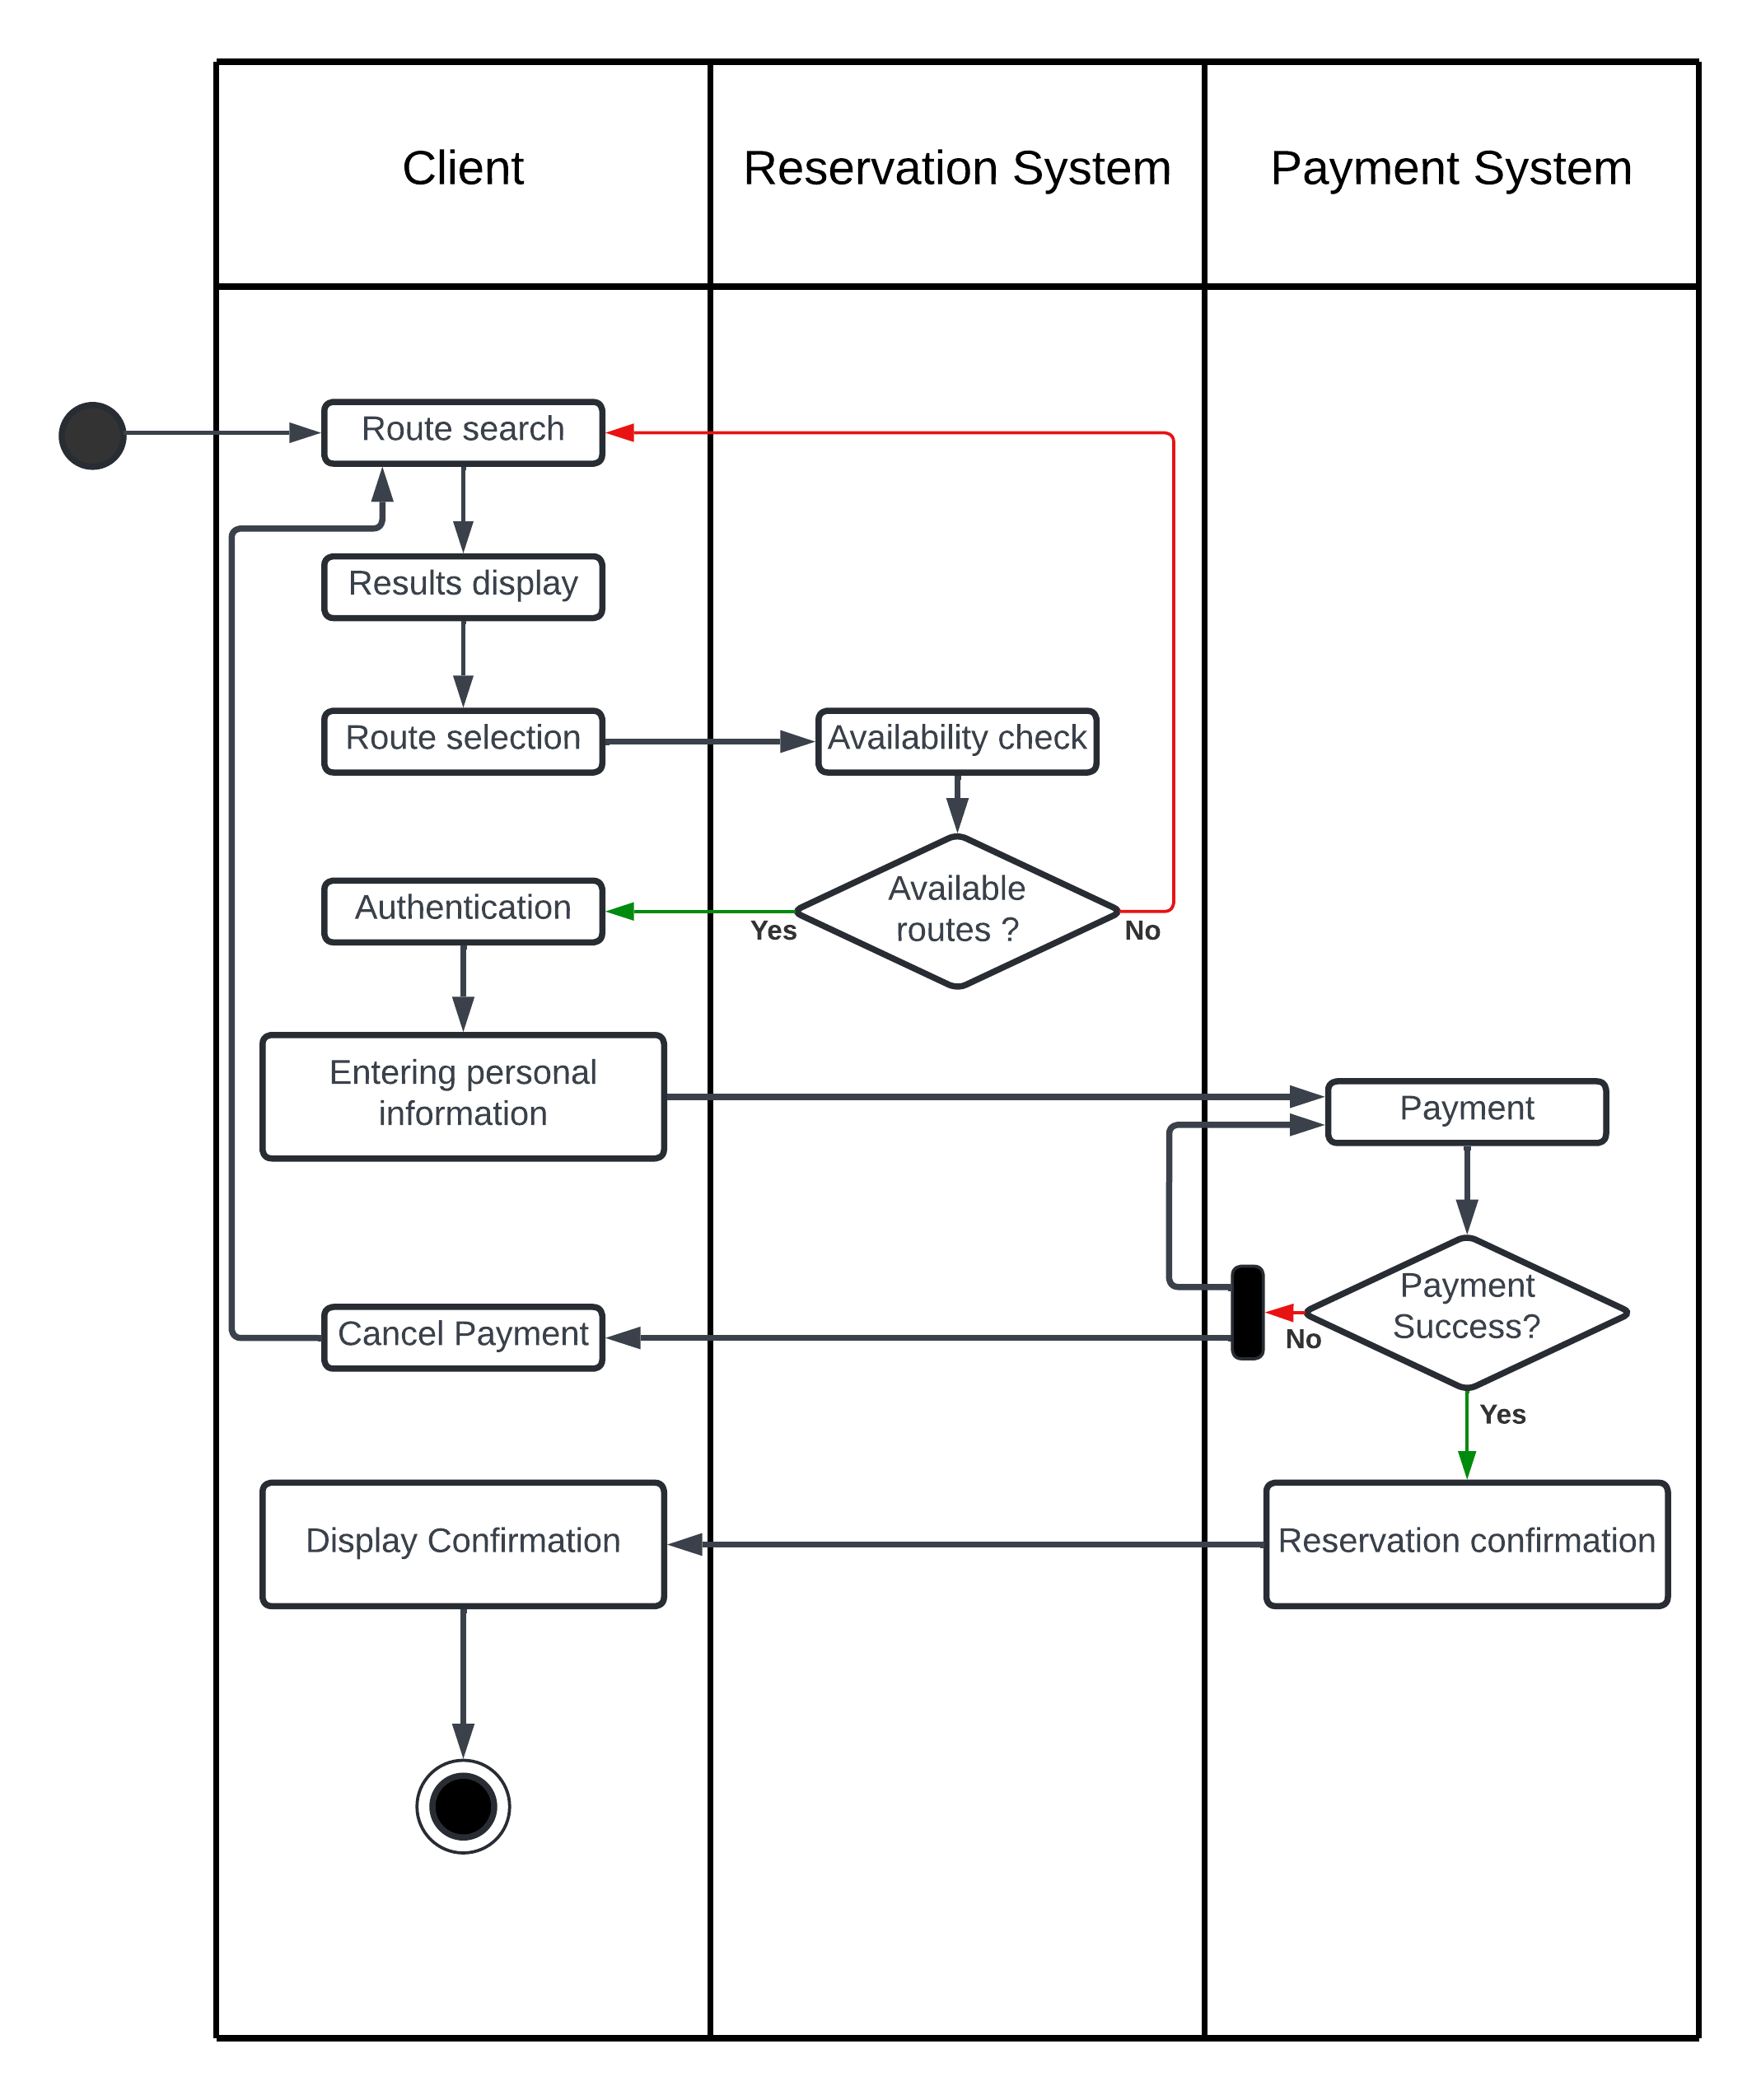 Client
Reservation System
Payment System
Route search
Results display
Route selection
Availability check
Available
routes ?
Yes
No
Authentication
Entering personal
information
Payment
Payment
Success?
No
Yes
Cancel Payment
Display Confirmation
Reservation confirmation